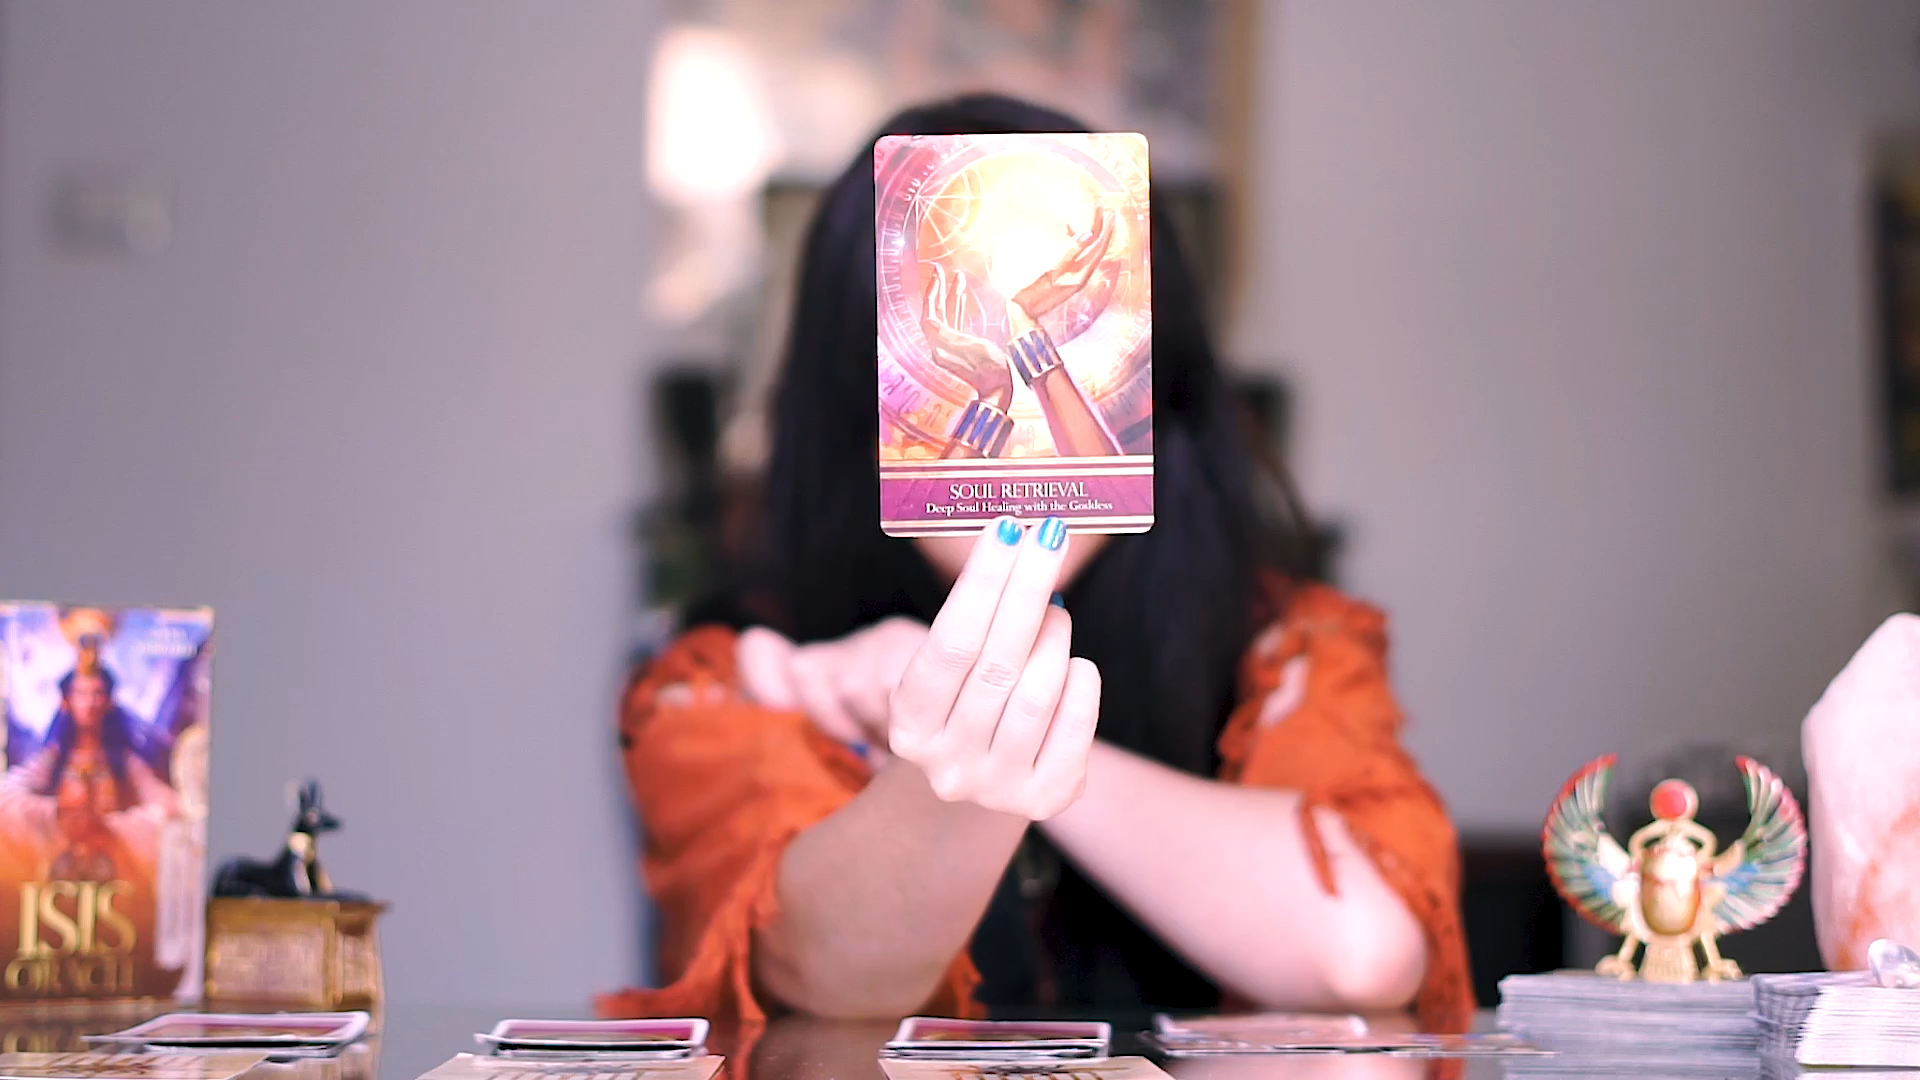 SOUL RETRIEVAL
Deep Soul Healing with the Goddess
ISIS
ORACLE